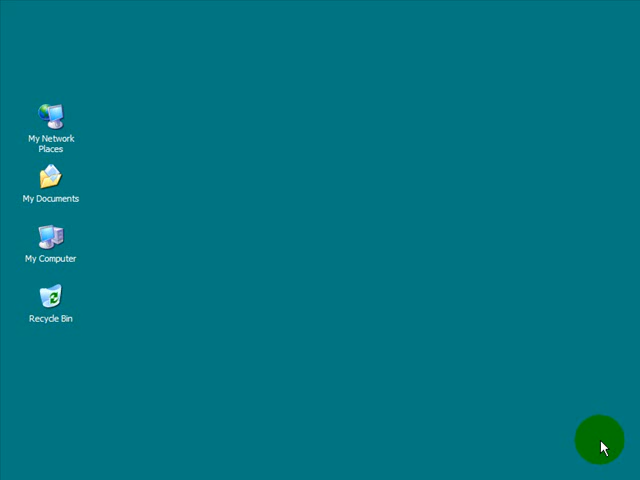 My Network
Places
My Documents
My Computer
Recycle Bin